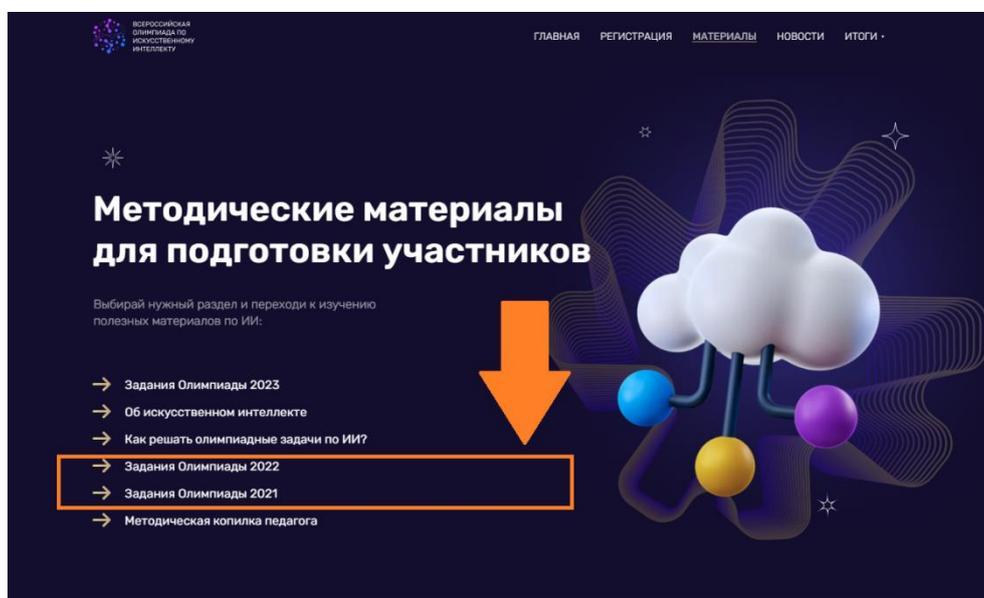 ВСЕРОССИЙСКАЯ
ОЛИМПИАДА ПО
ИСКУССТВЕННОМУ
ИНТЕЛЛЕКТУ
ГЛАВНАЯ РЕГИСТРАЦИЯ МАТЕРИАЛЫ НОВОСТИ ИТОГИ
Методические материалы
для подготовки участников
Выбирай нужный раздел и переходи к изучению
полезных материалов по ИИ:
Задания Олимпиады 2023
Об искусственном интеллекте
Как решать олимпиадные задачи по ИИ?
Задания Олимпиады 2022
Задания Олимпиады 2021
Методическая копилка педагога